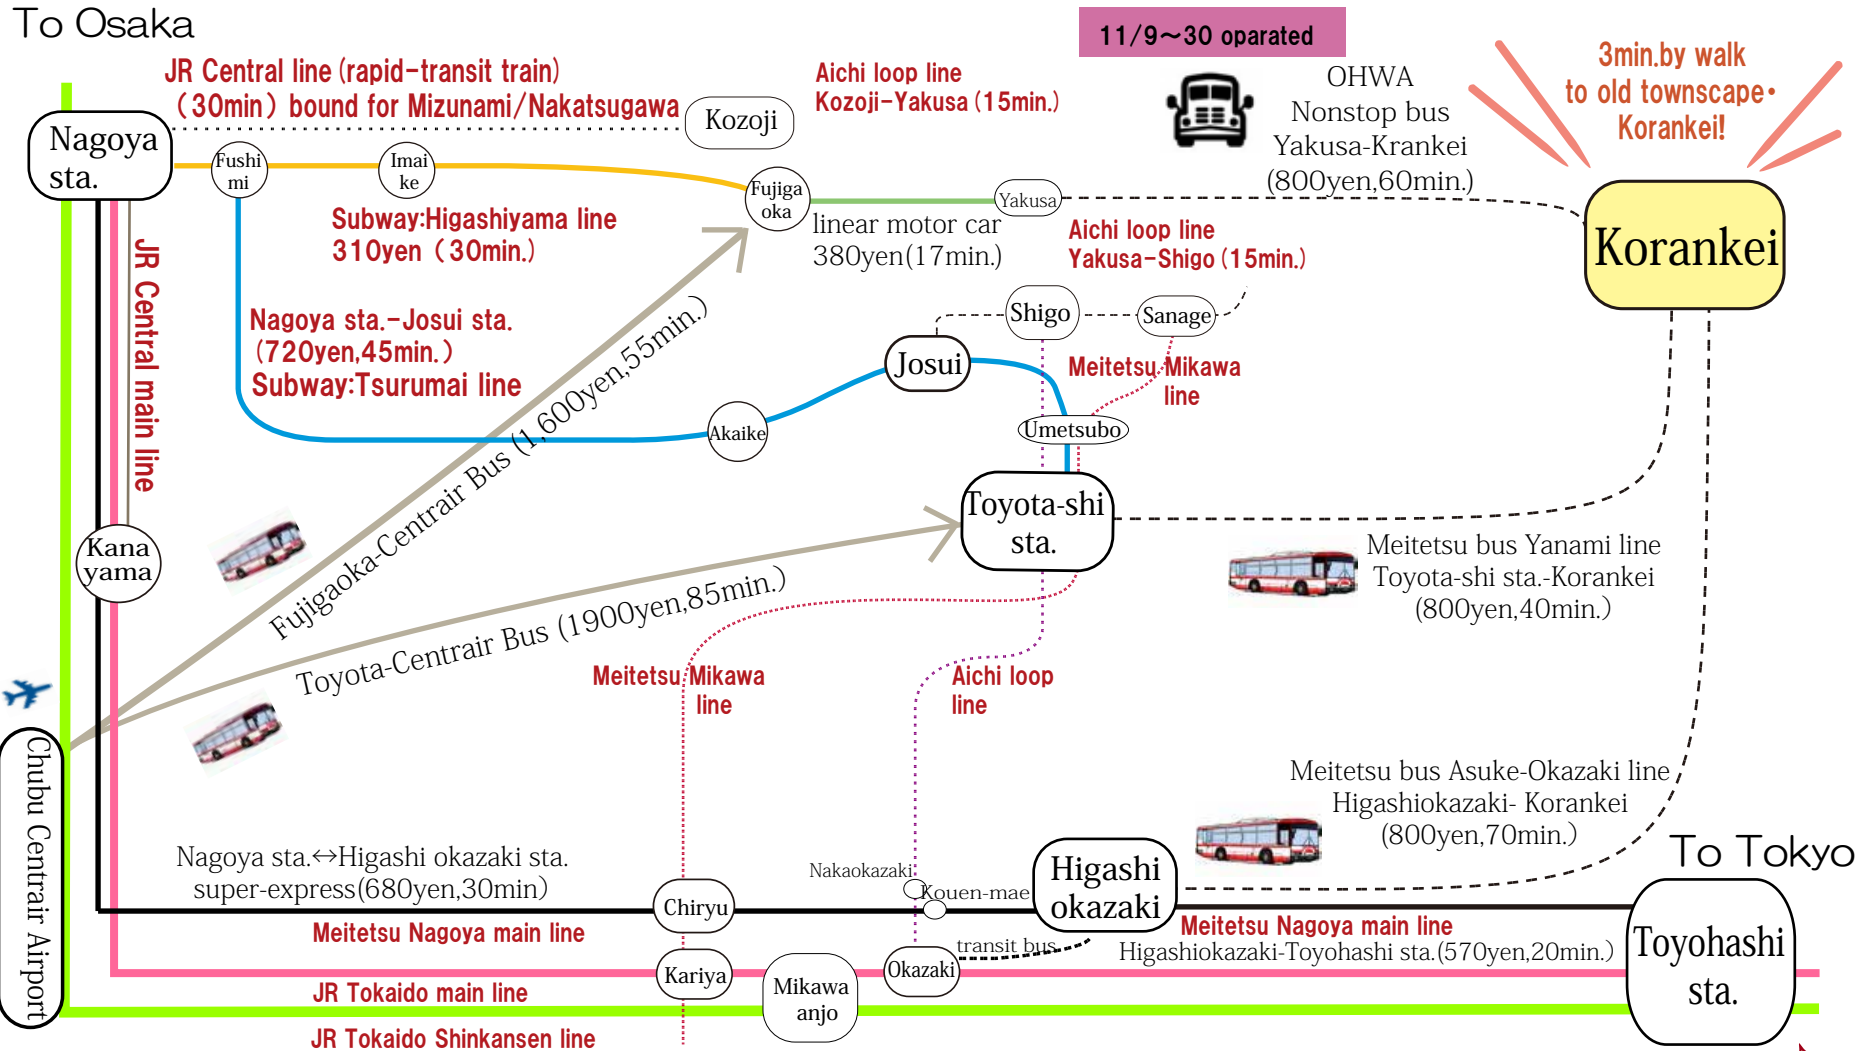 To Osaka
11/9～30 oparated
JR Central line (rapid-transit train)
（30min）bound for Mizunami/Nakatsugawa
Aichi loop line
Kozoji-Yakusa (15min.)
OHWA
Nonstop bus
Yakusa-Krankei
(800yen,60min.)
3min.by walk
to old townscape・
Korankei!
Nagoya
sta.
Kozoji
Fushi
mi
Imai
ke
Fujiga
oka
Yakusa
Korankei
Subway:Higashiyama line
310yen（30min.）
linear motor car
380yen(17min.)
Aichi loop line
Yakusa-Shigo (15min.)
JR Central main line
Nagoya sta.-Josui sta.
(720yen,45min.)
Subway:Tsurumai line
Shigo
Sanage
Josui
Meitetsu Mikawa
line
Akaike
Umetsubo
Fujigaoka-Centrair Bus (1,600yen,55min.)
Toyota-shi
sta.
Kana
yama
Meitetsu bus Yanami line
Toyota-shi sta.-Korankei
(800yen,40min.)
Toyota-Centrair Bus (1900yen,85min.)
Meitetsu Mikawa
line
Aichi loop
line
Chubu Centrair Airport
Meitetsu bus Asuke-Okazaki line
Higashiokazaki- Korankei
(800yen,70min.)
To Tokyo
Nagoya sta.↔Higashi okazaki sta.
super-express(680yen,30min)
Nakaokazaki
Kouen-mae
Higashi
okazaki
Chiryu
Meitetsu Nagoya main line
Meitetsu Nagoya main line
Higashiokazaki-Toyohashi sta.(570yen,20min.)
transit bus
Toyohashi
sta.
Kariya
Okazaki
Mikawa
anjo
JR Tokaido main line
JR Tokaido Shinkansen line